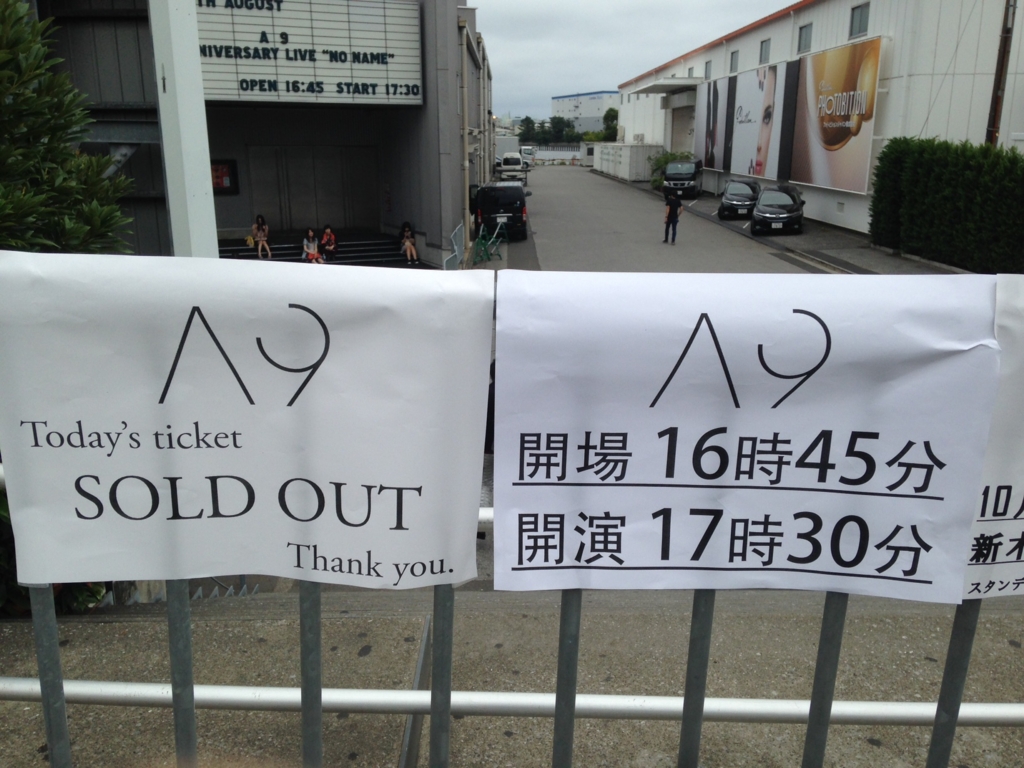 TH AUGUST
A 9
NIVERSARY LIVE "NO NAME"
OPEN 16:45 START 17:30
PHOTOBUTTON
A9
Today's ticket
SOLD OUT
Thank you.
A9
開場 16時45分
開演 17時30分
10
新木
スタンデ